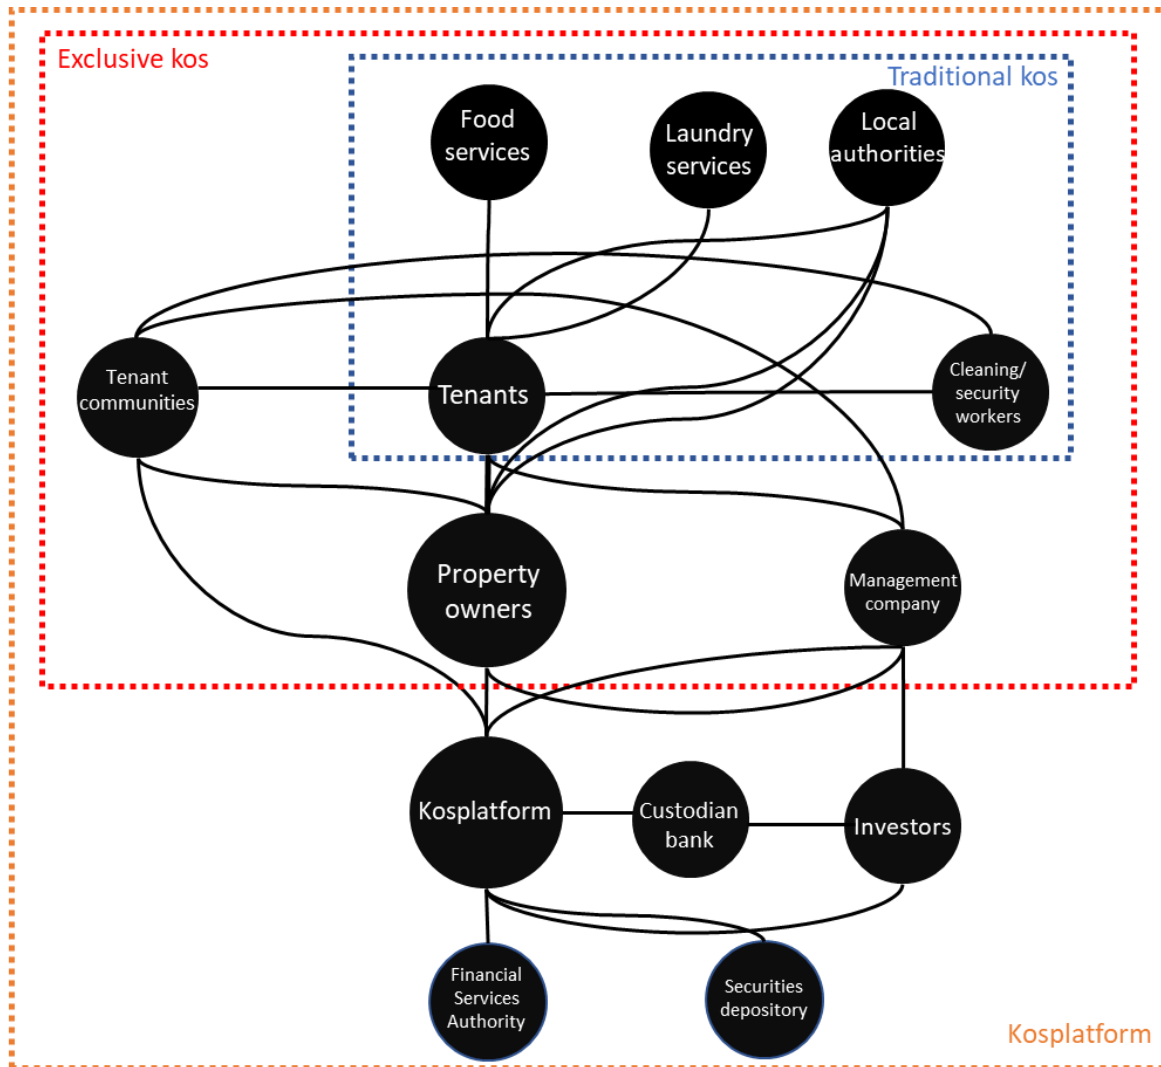 Exclusive kos
Traditional kos
Food
services
Laundry
services
Local
authorities
Tenant
communities
Tenants
Cleaning/
security
workers
Property
owners
Management
company
Kosplatform
Custodian
bank
Investors
Financial
Services
Authority
Securities
depository
Kosplatform